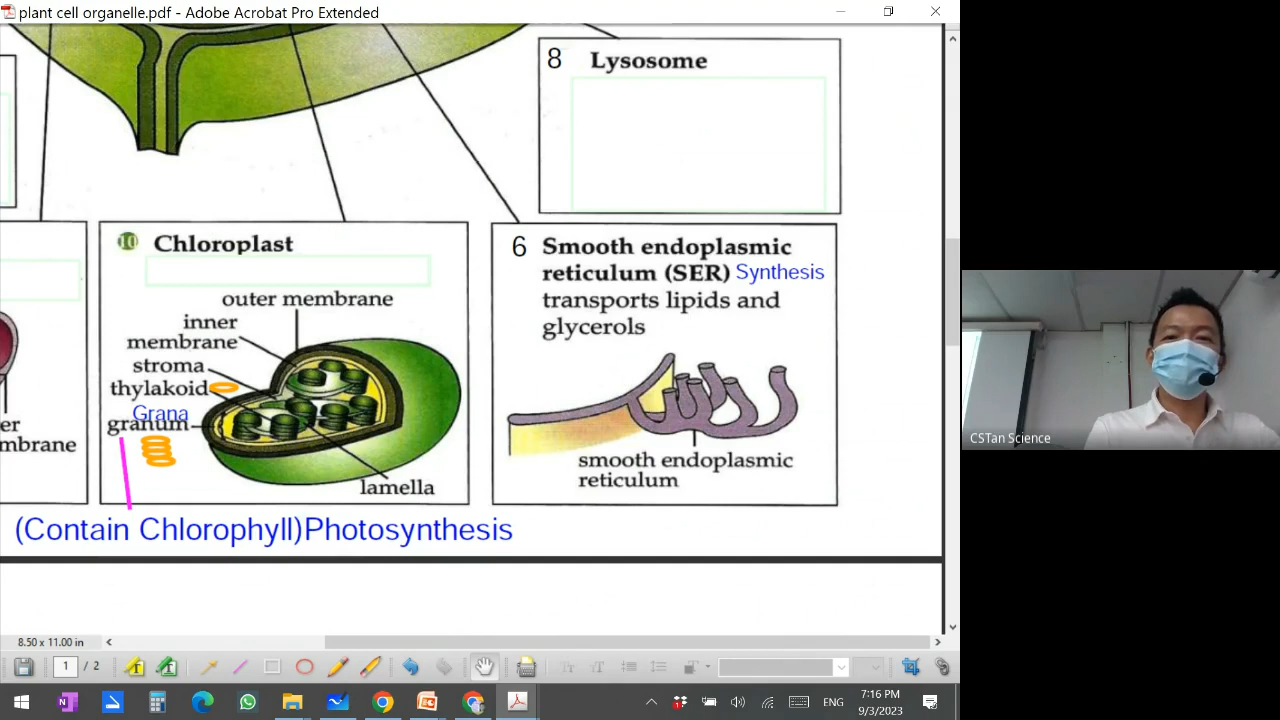 plant cell organelle.pdf - Adobe Acrobat Pro Extended
8 Lysosome
10 Chloroplast
outer membrane
inner
membrane
stroma
thylakoid
Grana
granum
lamella
er
mbrane
6 Smooth endoplasmic
reticulum (SER) Synthesis
transports lipids and
glycerols
smooth endoplasmic
reticulum
(Contain Chlorophyll)Photosynthesis
CSTan Science
8.50 x 11.00 in
1 / 2
ENG
7:16 PM
9/3/2023